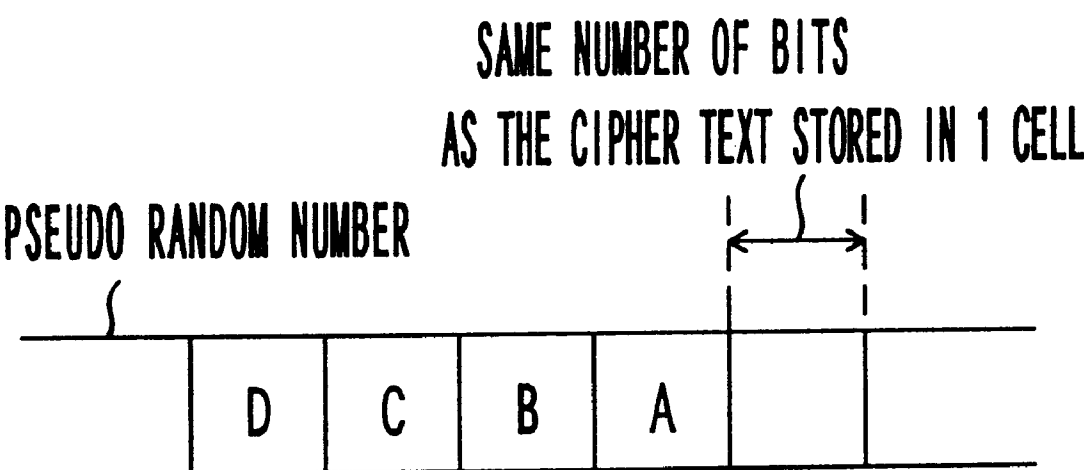 SAME NUMBER OF BITS
AS THE CIPHER TEXT STORED IN 1 CELL
PSEUDO RANDOM NUMBER
D C B A